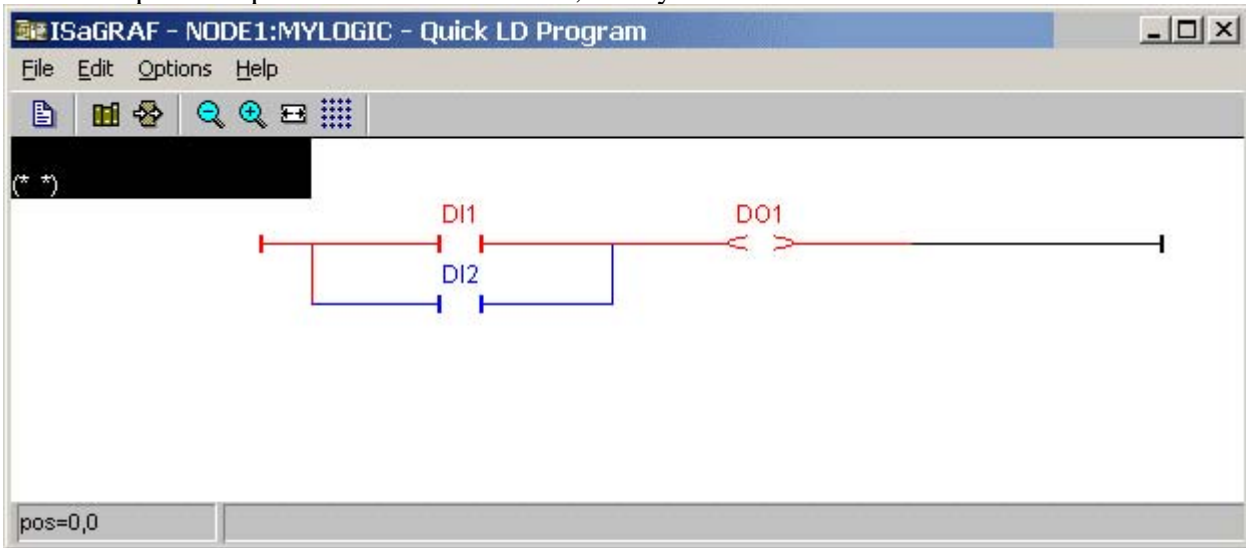 ISaGRAF - NODE1:MYLOGIC - Quick LD Program
File Edit Options Help
(* *)
DI1 DO1
DI2
pos=0,0